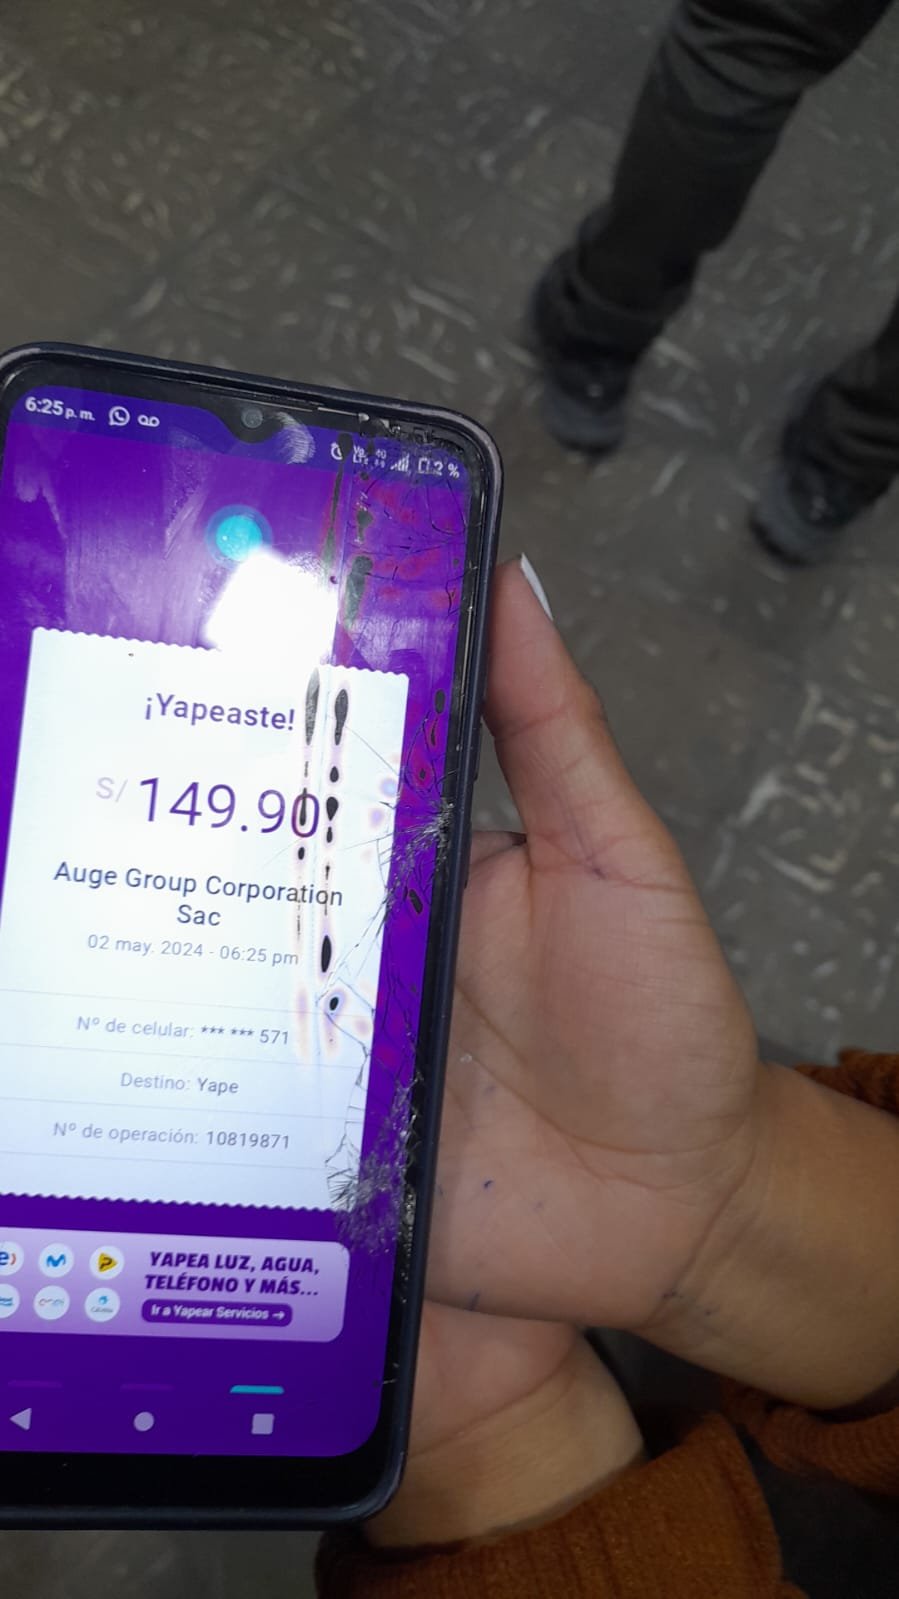 6:25 p. m.
2 %
¡Yapeaste!
S/ 149.90
Auge Group Corporation
Sac
02 may. 2024 - 06:25 pm
Nº de celular: *** *** 571
Destino: Yape
Nº de operación: 10819871
YAPEA LUZ, AGUA,
TELÉFONO Y MÁS...
Ir a Yapear Servicios →